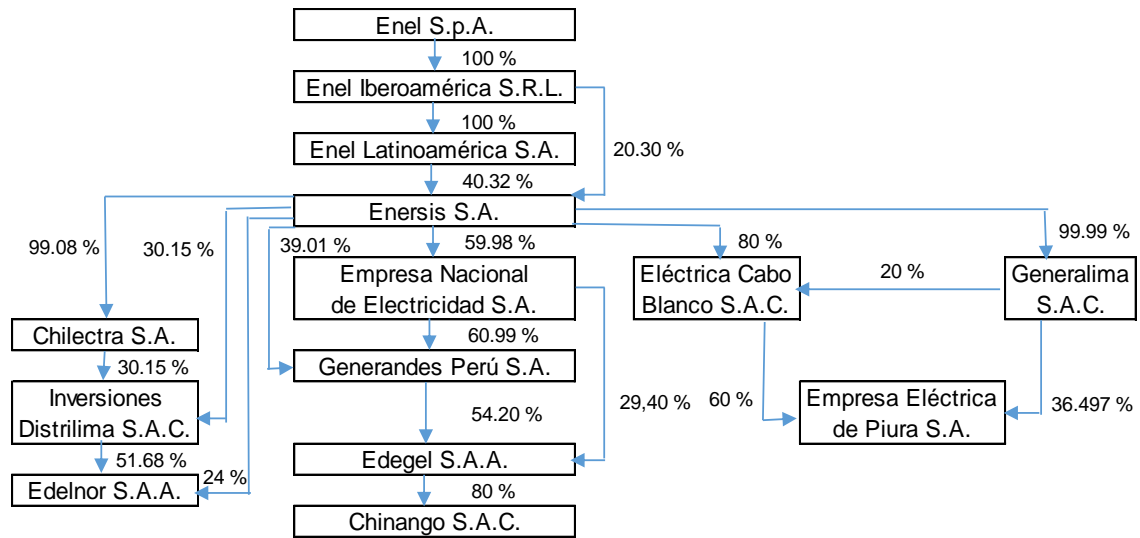 Enel S.p.A.
100 %
Enel Iberoamérica S.R.L.
100 %
20.30 %
Enel Latinoamérica S.A.
40.32 %
Enersis S.A.
99.08 %
30.15 %
39.01 %
59.98 %
80 %
99.99 %
Empresa Nacional
de Electricidad S.A.
Eléctrica Cabo
Blanco S.A.C.
20 %
Generalima
S.A.C.
Chilectra S.A.
60.99 %
30.15 %
Generandes Perú S.A.
Inversiones
Distrilima S.A.C.
54.20 %
29,40 %
60 %
Empresa Eléctrica
de Piura S.A.
36.497%
51.68 %
Edegel S.A.A.
24 %
Edelnor S.A.A.
80 %
Chinango S.A.C.